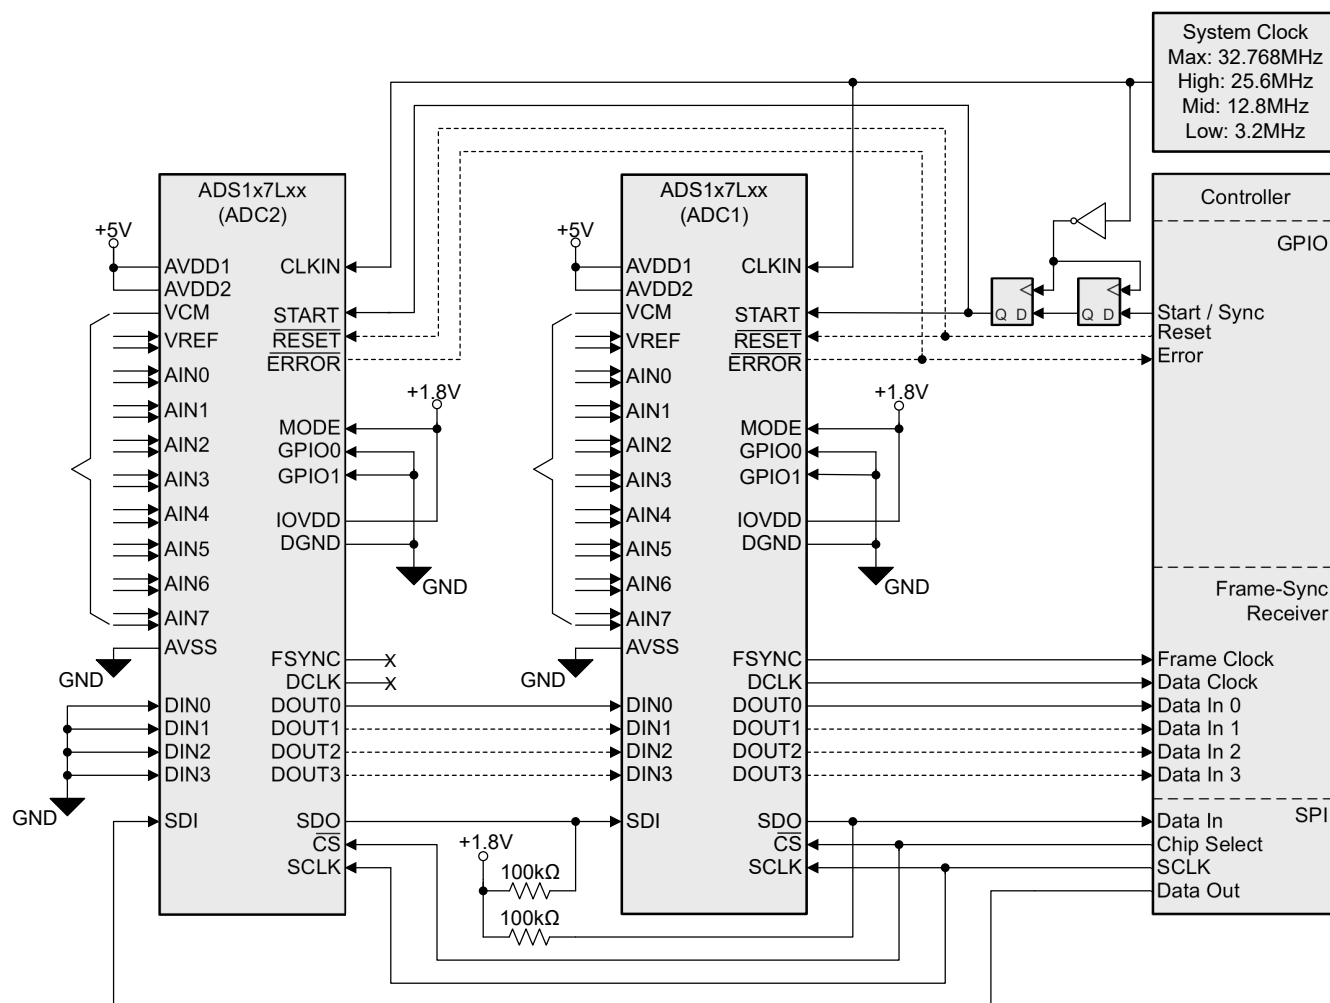 System Clock
Max: 32.768MHz
High: 25.6MHz
Mid: 12.8MHz
Low: 3.2MHz
ADS1x7Lxx
(ADC2)
+5V
AVDD1
AVDD2
VCM
VREF
AIN0
AIN1
AIN2
AIN3
AIN4
AIN5
AIN6
AIN7
AVSS
GND
DIN0
DIN1
DIN2
DIN3
GND
SDI
CLKIN
START
RESET
ERROR
+1.8V
MODE
GPIO0
GPIO1
IOVDD
DGND
GND
FSYNC
X
DCLK
X
DOUT0
DOUT1
DOUT2
DOUT3
SDO
CS
SCLK
+1.8V
100kΩ
100kΩ
ADS1x7Lxx
(ADC1)
+5V
AVDD1
AVDD2
VCM
VREF
AIN0
AIN1
AIN2
AIN3
AIN4
AIN5
AIN6
AIN7
AVSS
GND
DIN0
DIN1
DIN2
DIN3
SDI
CLKIN
START
RESET
ERROR
+1.8V
MODE
GPIO0
GPIO1
IOVDD
DGND
GND
FSYNC
DCLK
DOUT0
DOUT1
DOUT2
DOUT3
SDO
CS
SCLK
Q D
Q D
Controller
GPIO
Start / Sync
Reset
Error
Frame-Sync
Receiver
Frame Clock
Data Clock
Data In 0
Data In 1
Data In 2
Data In 3
SPI
Data In
Chip Select
SCLK
Data Out